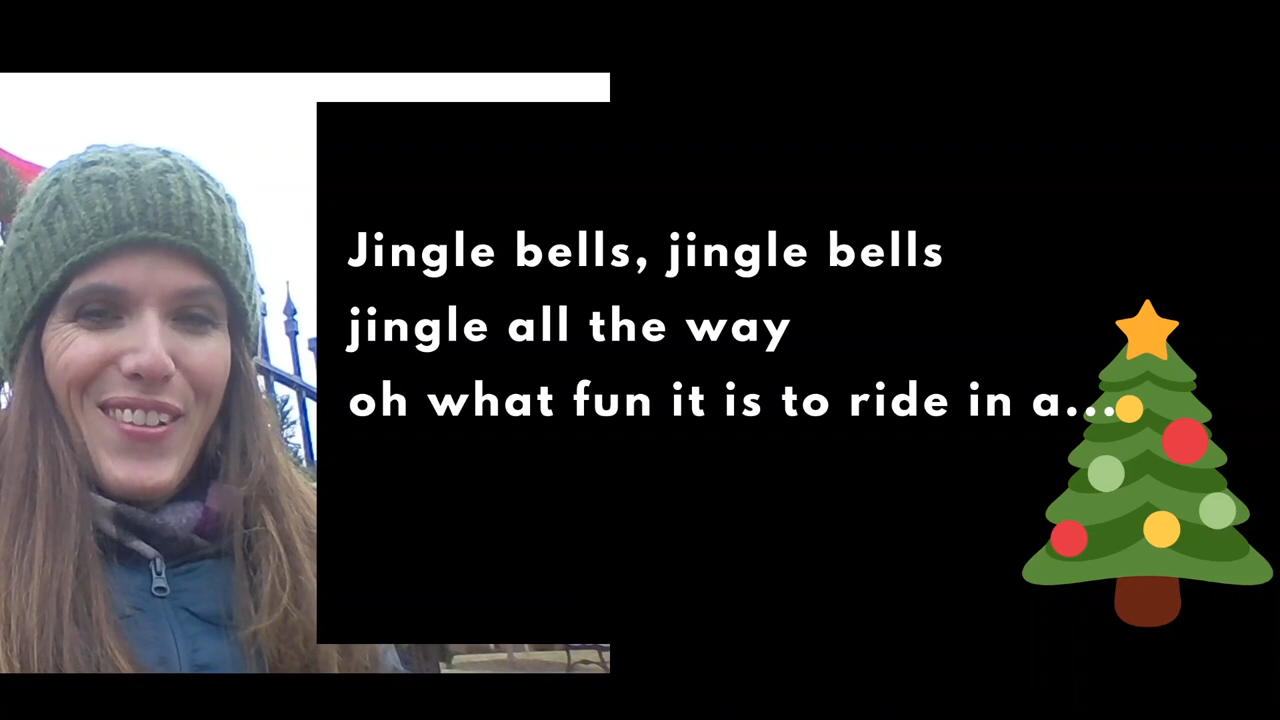 Jingle bells, jingle bells
jingle all the way
oh what fun it is to ride in a...